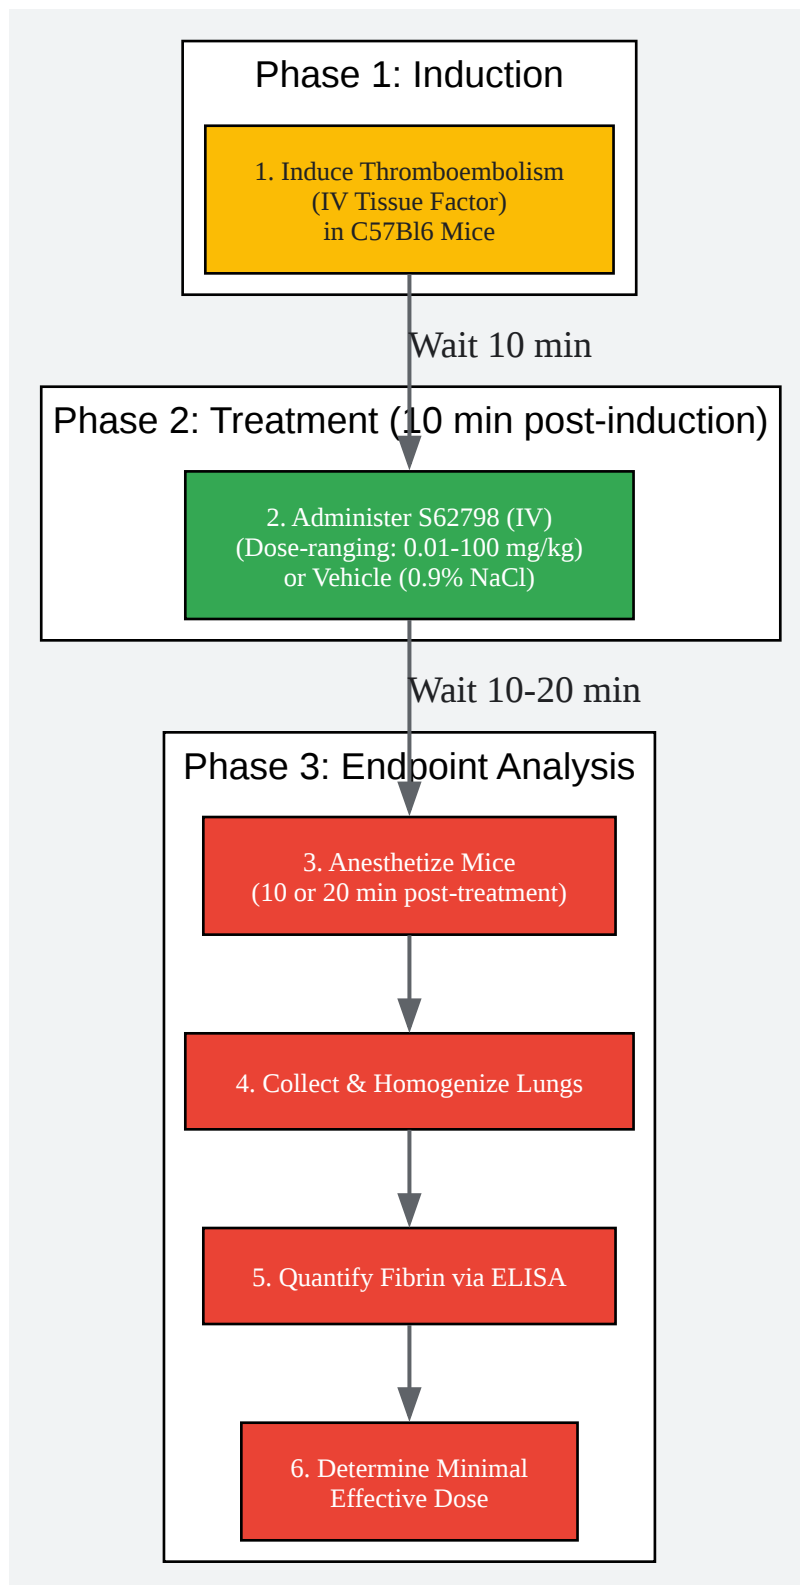 Phase 1: Induction
1. Induce Thromboembolism
(IV Tissue Factor)
in C57Bl6 Mice
Wait 10 min
Phase 2: Treatment (10 min post-induction)
2. Administer S62798 (IV)
(Dose-ranging: 0.01-100 mg/kg)
or Vehicle (0.9% NaCl)
Wait 10-20 min
Phase 3: Endpoint Analysis
3. Anesthetize Mice
(10 or 20 min post-treatment)
4. Collect & Homogenize Lungs
5. Quantify Fibrin via ELISA
6. Determine Minimal
Effective Dose